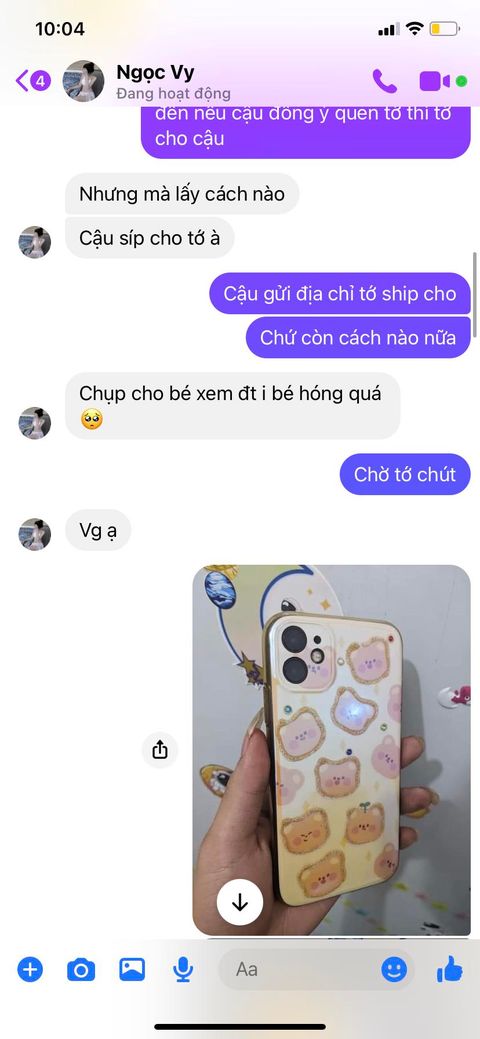 10:04
4
Ngọc Vy
Đang hoạt động
đến nếu cậu đồng ý quen tớ thì tớ
cho cậu
Nhưng mà lấy cách nào
Cậu síp cho tớ à
Cậu gửi địa chỉ tớ ship cho
Chứ còn cách nào nữa
Chụp cho bé xem đt i bé hóng quá
Chờ tớ chút
Vg ạ
Aa